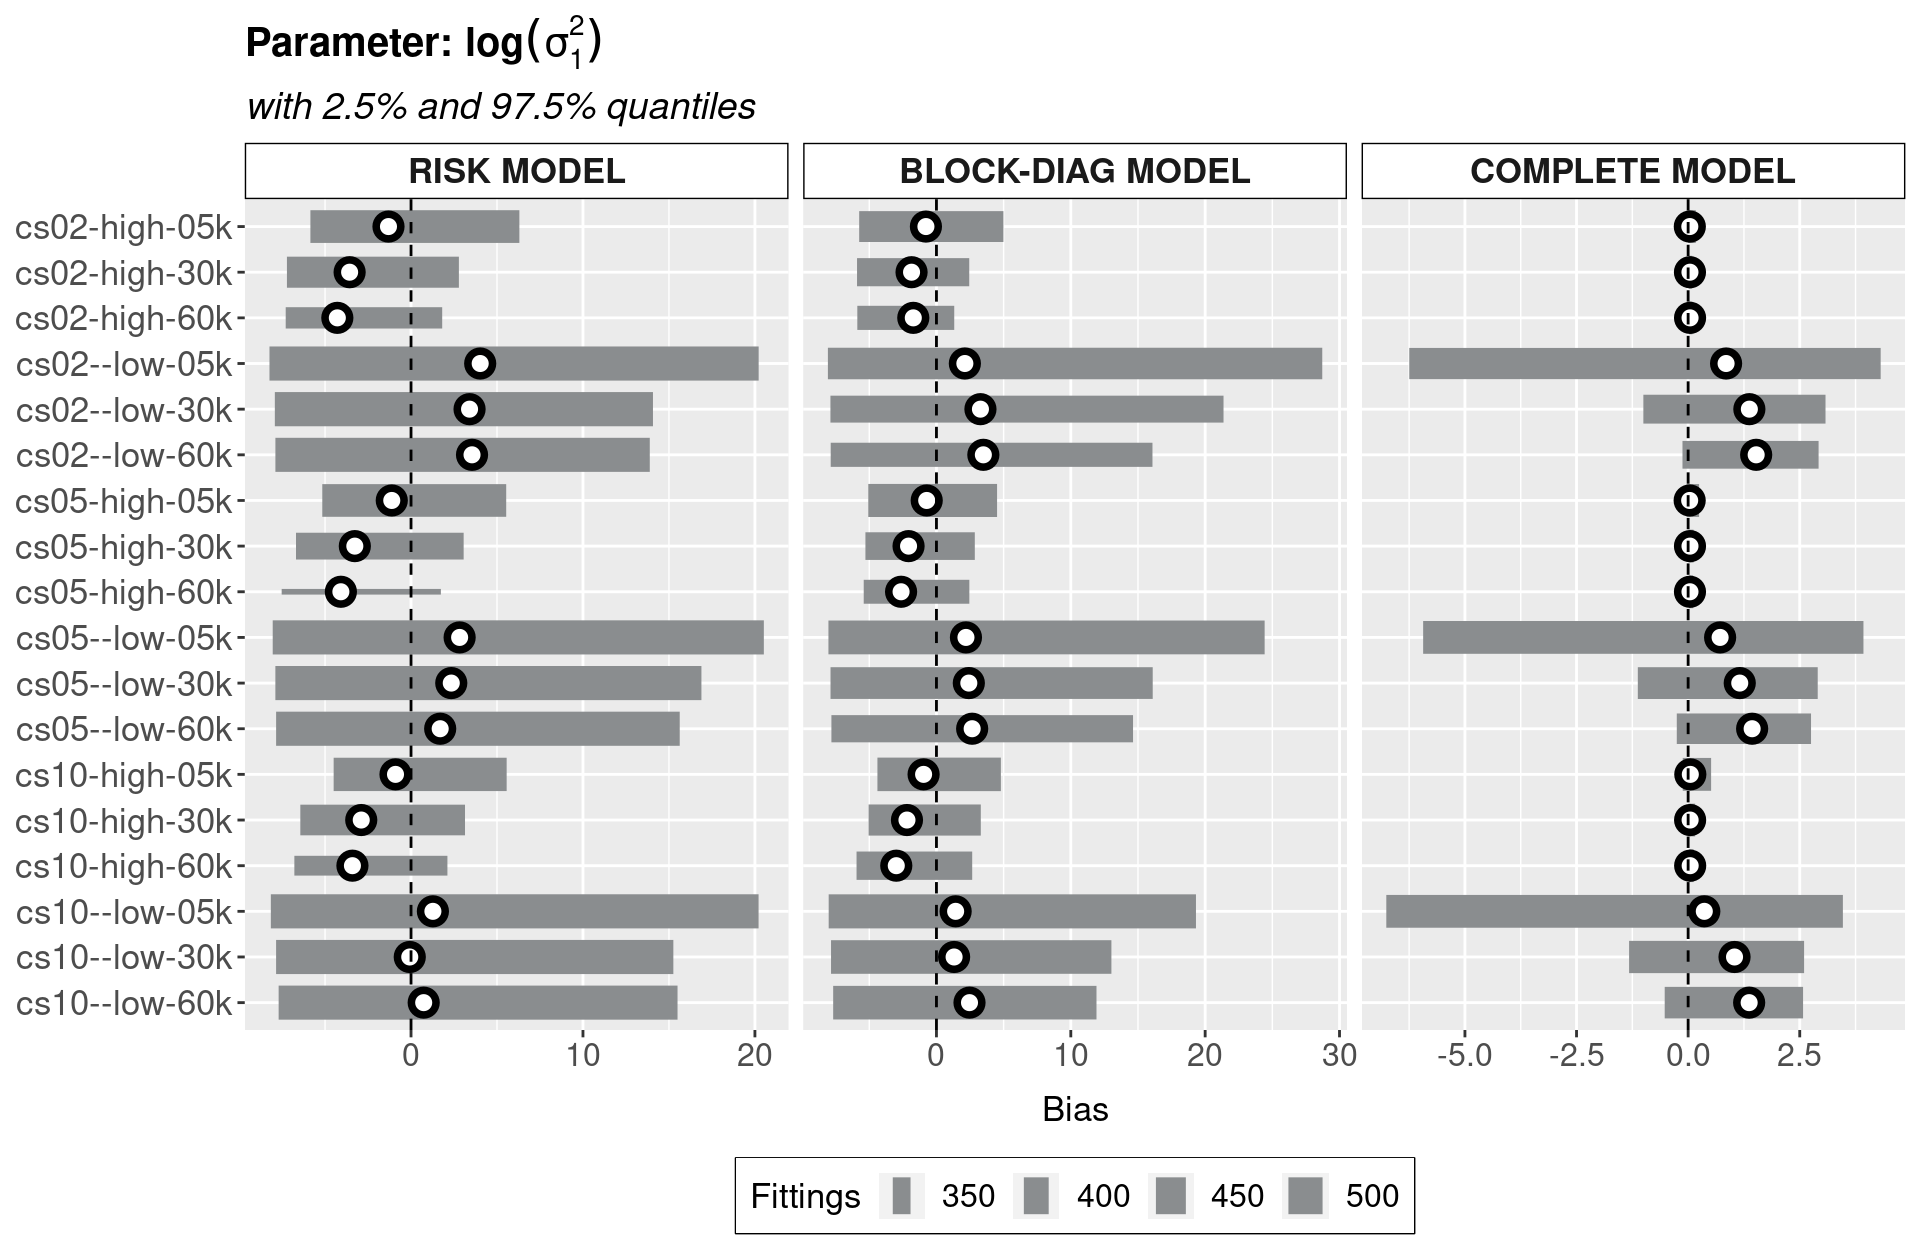 Parameter: log(σ₁²)
with 2.5% and 97.5% quantiles
RISK MODEL BLOCK-DIAG MODEL COMPLETE MODEL
cs02-high-05k
cs02-high-30k
cs02-high-60k
cs02--low-05k
cs02--low-30k
cs02--low-60k
cs05-high-05k
cs05-high-30k
cs05-high-60k
cs05--low-05k
cs05--low-30k
cs05--low-60k
cs10-high-05k
cs10-high-30k
cs10-high-60k
cs10--low-05k
cs10--low-30k
cs10--low-60k
0 10 20 0 10 20 30 -5.0 -2.5 0.0 2.5
Bias
Fittings 350 400 450 500